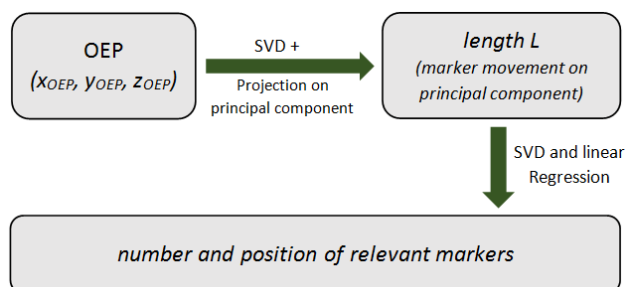 OEP
(xOEP, yOEP, zOEP)
SVD +
Projection on
principal component
length L
(marker movement on
principal component)
SVD and linear
Regression
number and position of relevant markers